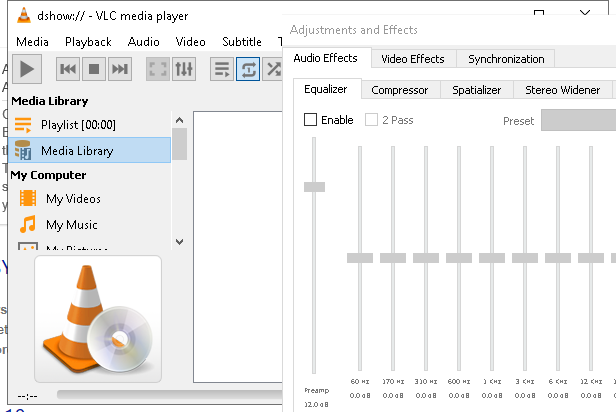 dshow:// - VLC media player
Media Playback Audio Video Subtitle T
Media Library
Playlist [00:00]
Media Library
My Computer
My Videos
My Music
My Pictures
--:--
Adjustments and Effects
Audio Effects Video Effects Synchronization
Equalizer Compressor Spatializer Stereo Widener
Enable 2 Pass Preset
60 Hz 170 Hz 310 Hz 600 Hz 1 KHz 3 KHz 6 KHz 12 KHz
Preamp 0.0 dB 0.0 dB 0.0 dB 0.0 dB 0.0 dB 0.0 dB 0.0 dB 0.0 dB
12.0 dB